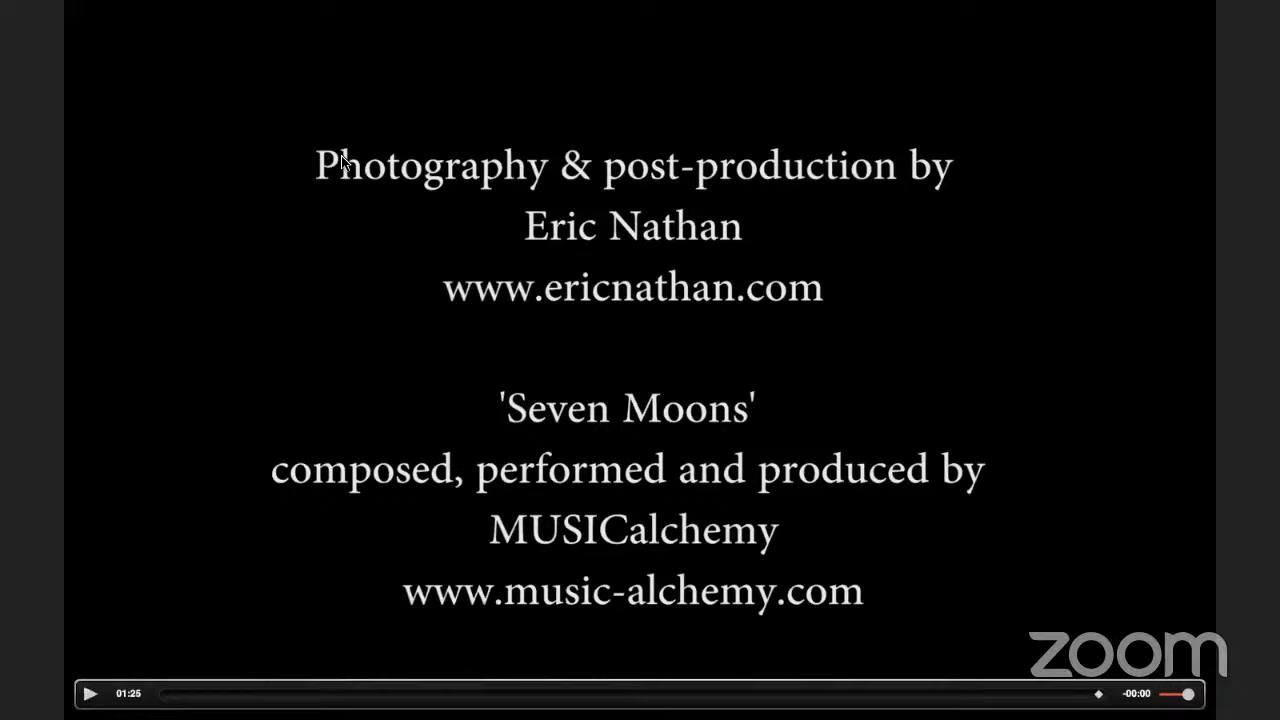 Photography & post-production by
Eric Nathan
www.ericnathan.com
'Seven Moons'
composed, performed and produced by
MUSICalchemy
www.music-alchemy.com
zoom
01:25
-00:00